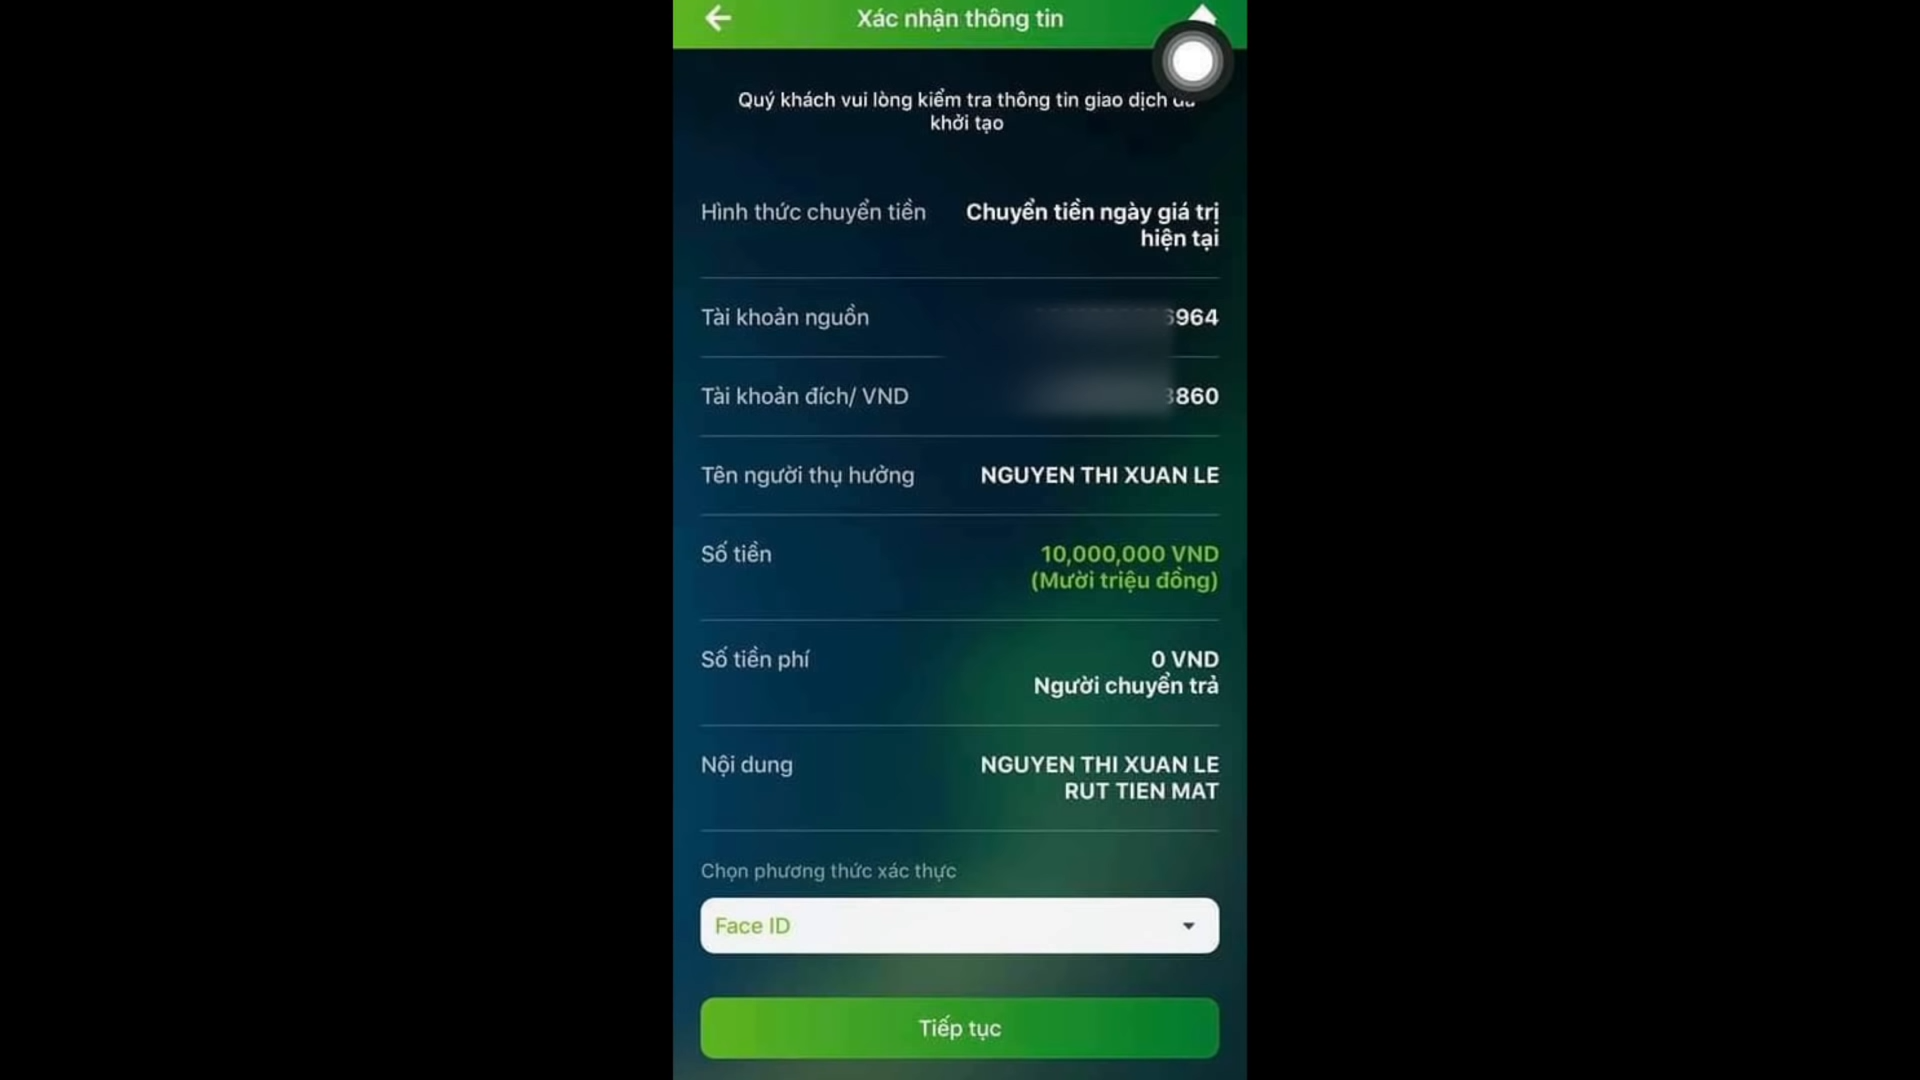 Xác nhận thông tin
Quý khách vui lòng kiểm tra thông tin giao dịch
khởi tạo
Hình thức chuyển tiền
Chuyển tiền ngày giá trị
hiện tại
Tài khoản nguồn
964
Tài khoản đích/ VND
860
Tên người thụ hưởng
NGUYEN THI XUAN LE
Số tiền
10,000,000 VND
(Mười triệu đồng)
Số tiền phí
0 VND
Người chuyển trả
Nội dung
NGUYEN THI XUAN LE
RUT TIEN MAT
Chọn phương thức xác thực
Face ID
Tiếp tục